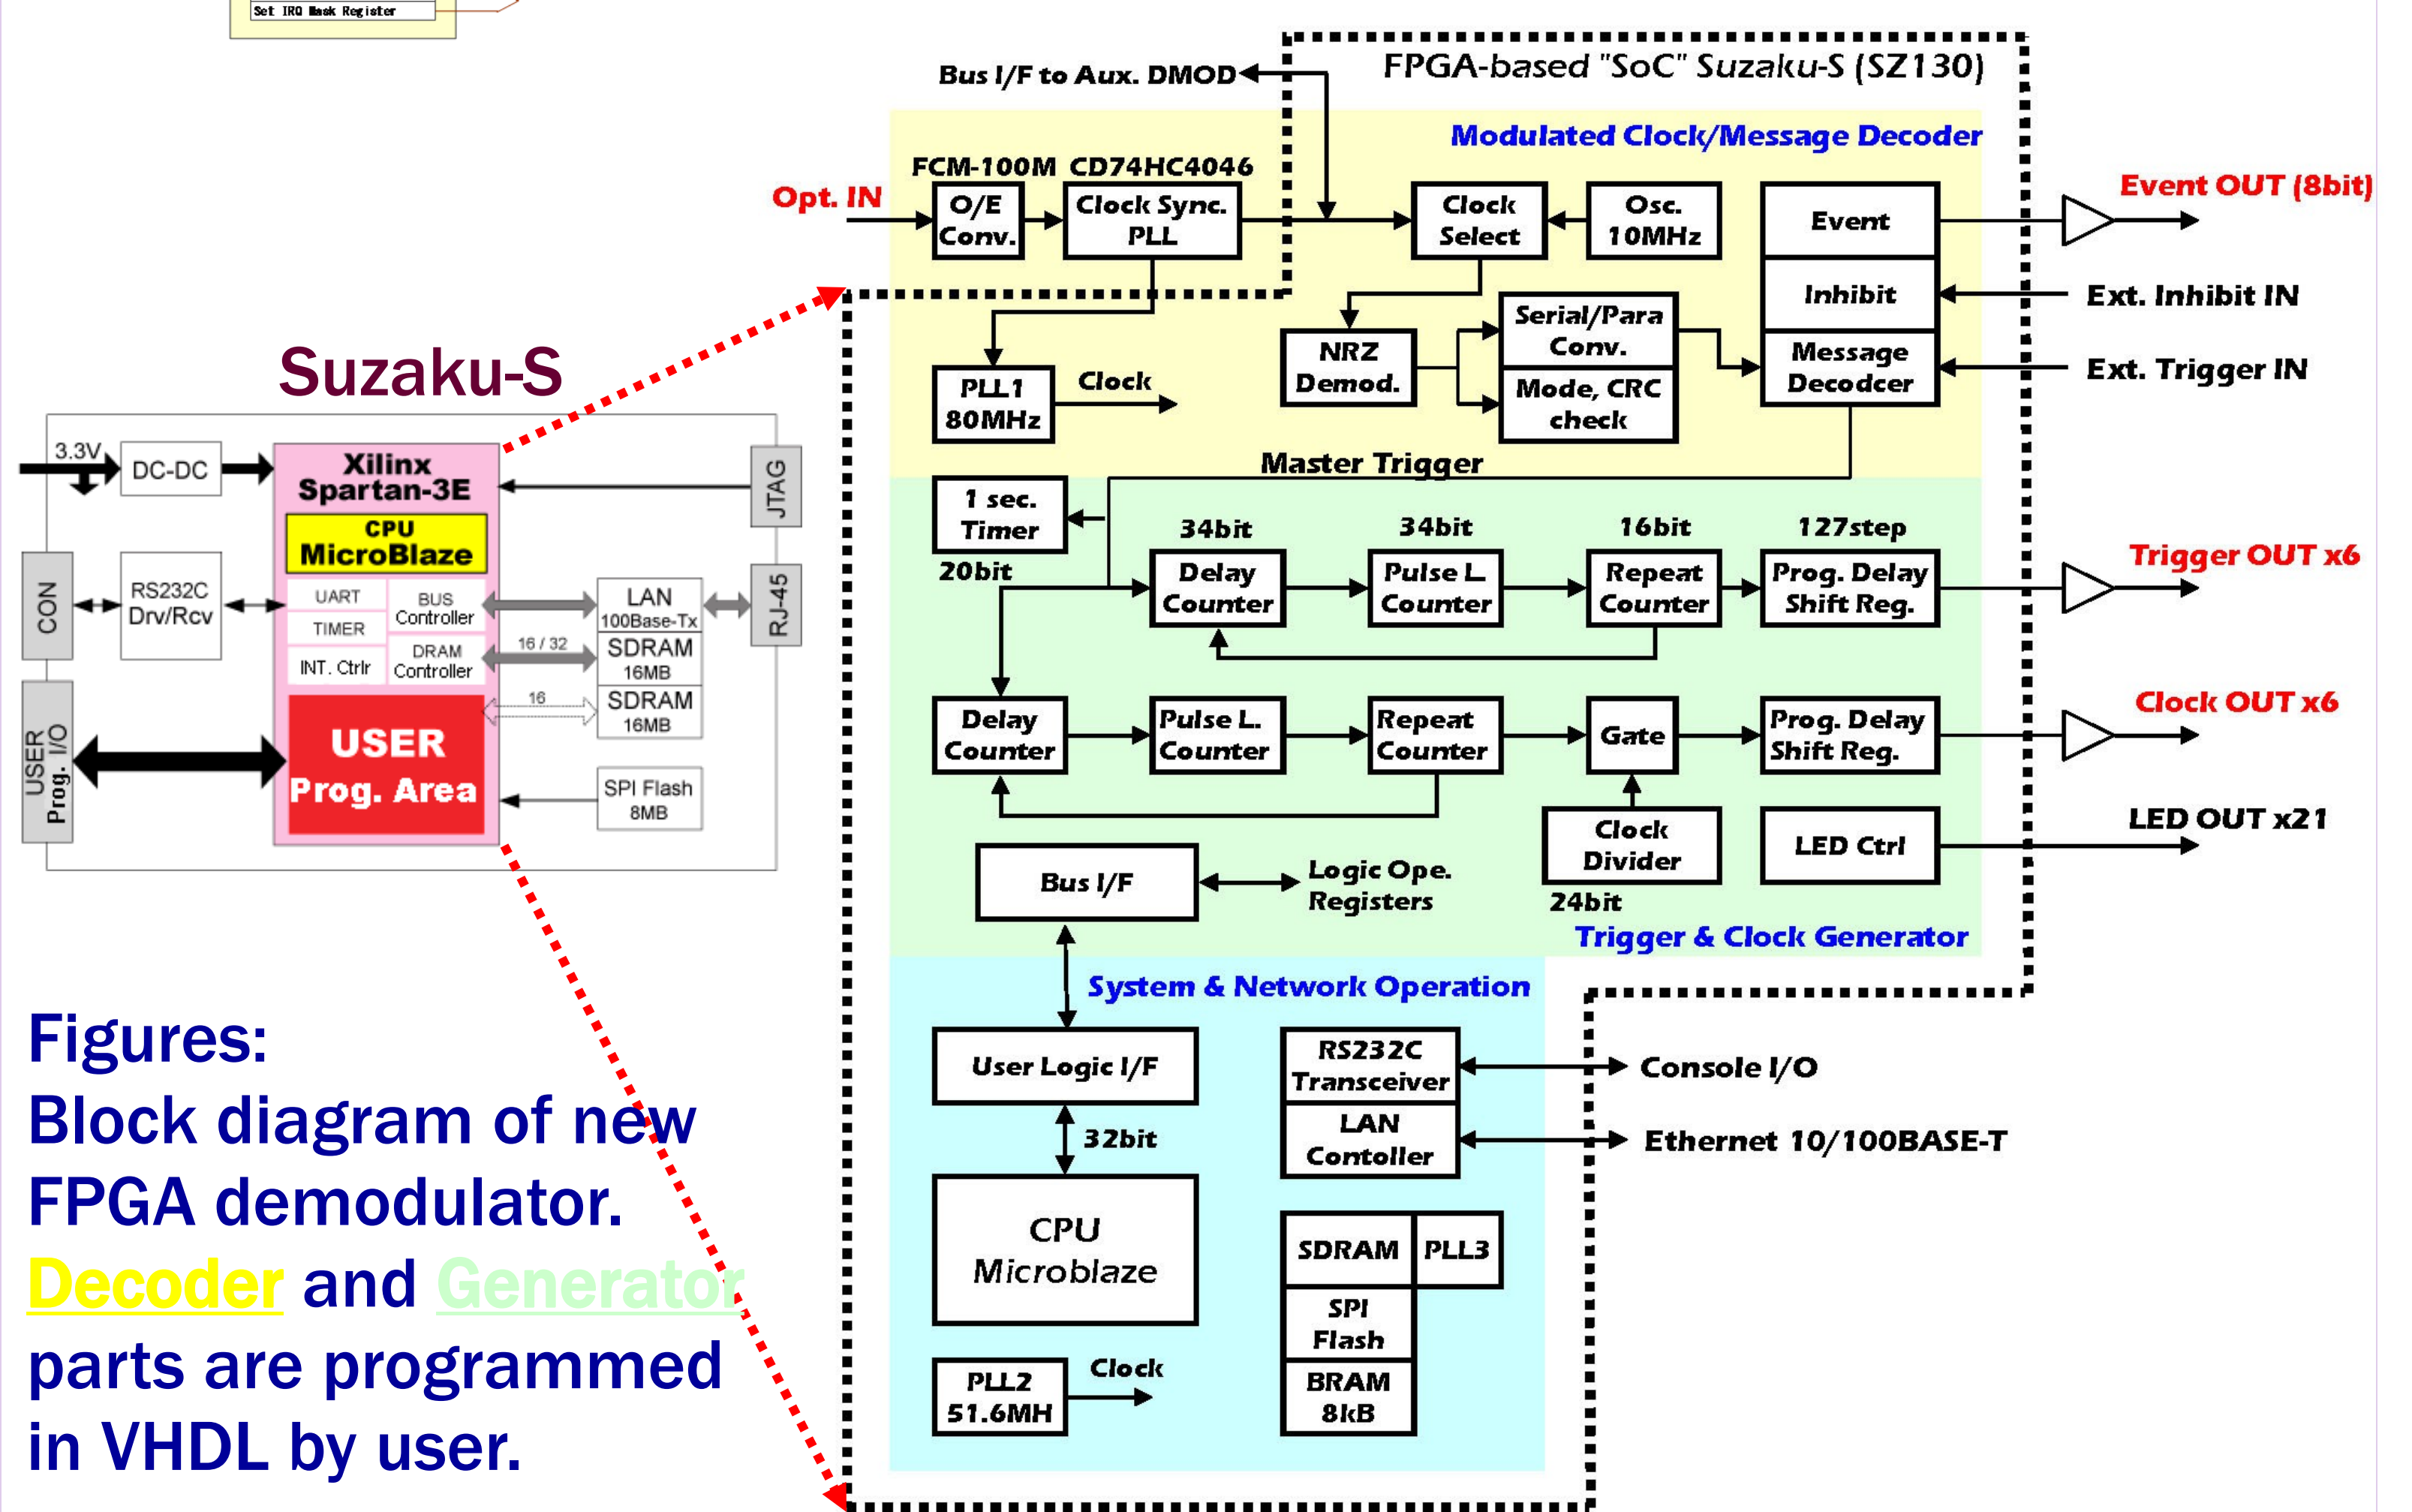 Set IRQ Mask Register
Bus I/F to Aux. DMOD
FPGA-based "SoC" Suzaku-S (SZ130)
Modulated Clock/Message Decoder
FCM-100M
CD74HC4046
Opt. IN
O/E
Conv.
Clock Sync.
PLL
Clock
Select
Osc.
10MHz
Event
Inhibit
Message
Decodcer
Event OUT (8bit)
Ext. Inhibit IN
Ext. Trigger IN
PLL1
80MHz
Clock
NRZ
Demod.
Serial/Para
Conv.
Mode, CRC
check
Master Trigger
1 sec.
Timer
20bit
34bit
Delay
Counter
34bit
Pulse L.
Counter
16bit
Repeat
Counter
127step
Prog. Delay
Shift Reg.
Trigger OUT x6
Delay
Counter
Pulse L.
Counter
Repeat
Counter
Gate
Prog. Delay
Shift Reg.
Clock OUT x6
Clock
Divider
24bit
LED Ctrl
LED OUT x21
Bus I/F
Logic Ope.
Registers
Trigger & Clock Generator
System & Network Operation
User Logic I/F
32bit
CPU
Microblaze
PLL2
51.6MH
Clock
RS232C
Transceiver
LAN
Contoller
Console I/O
Ethernet 10/100BASE-T
SDRAM
PLL3
SPI
Flash
BRAM
8kB
Suzaku-S
3.3V
DC-DC
Xilinx
Spartan-3E
CPU
MicroBlaze
JTAG
CON
RS232C
Drv/Rcv
UART
TIMER
INT. Ctrlr
BUS
Controller
DRAM
Controller
LAN
100Base-Tx
RJ-45
16 / 32
SDRAM
16MB
16
SDRAM
16MB
USER
Prog. I/O
USER
Prog. Area
SPI Flash
8MB
Figures:
Block diagram of new
FPGA demodulator.
Decoder and Generator
parts are programmed
in VHDL by user.